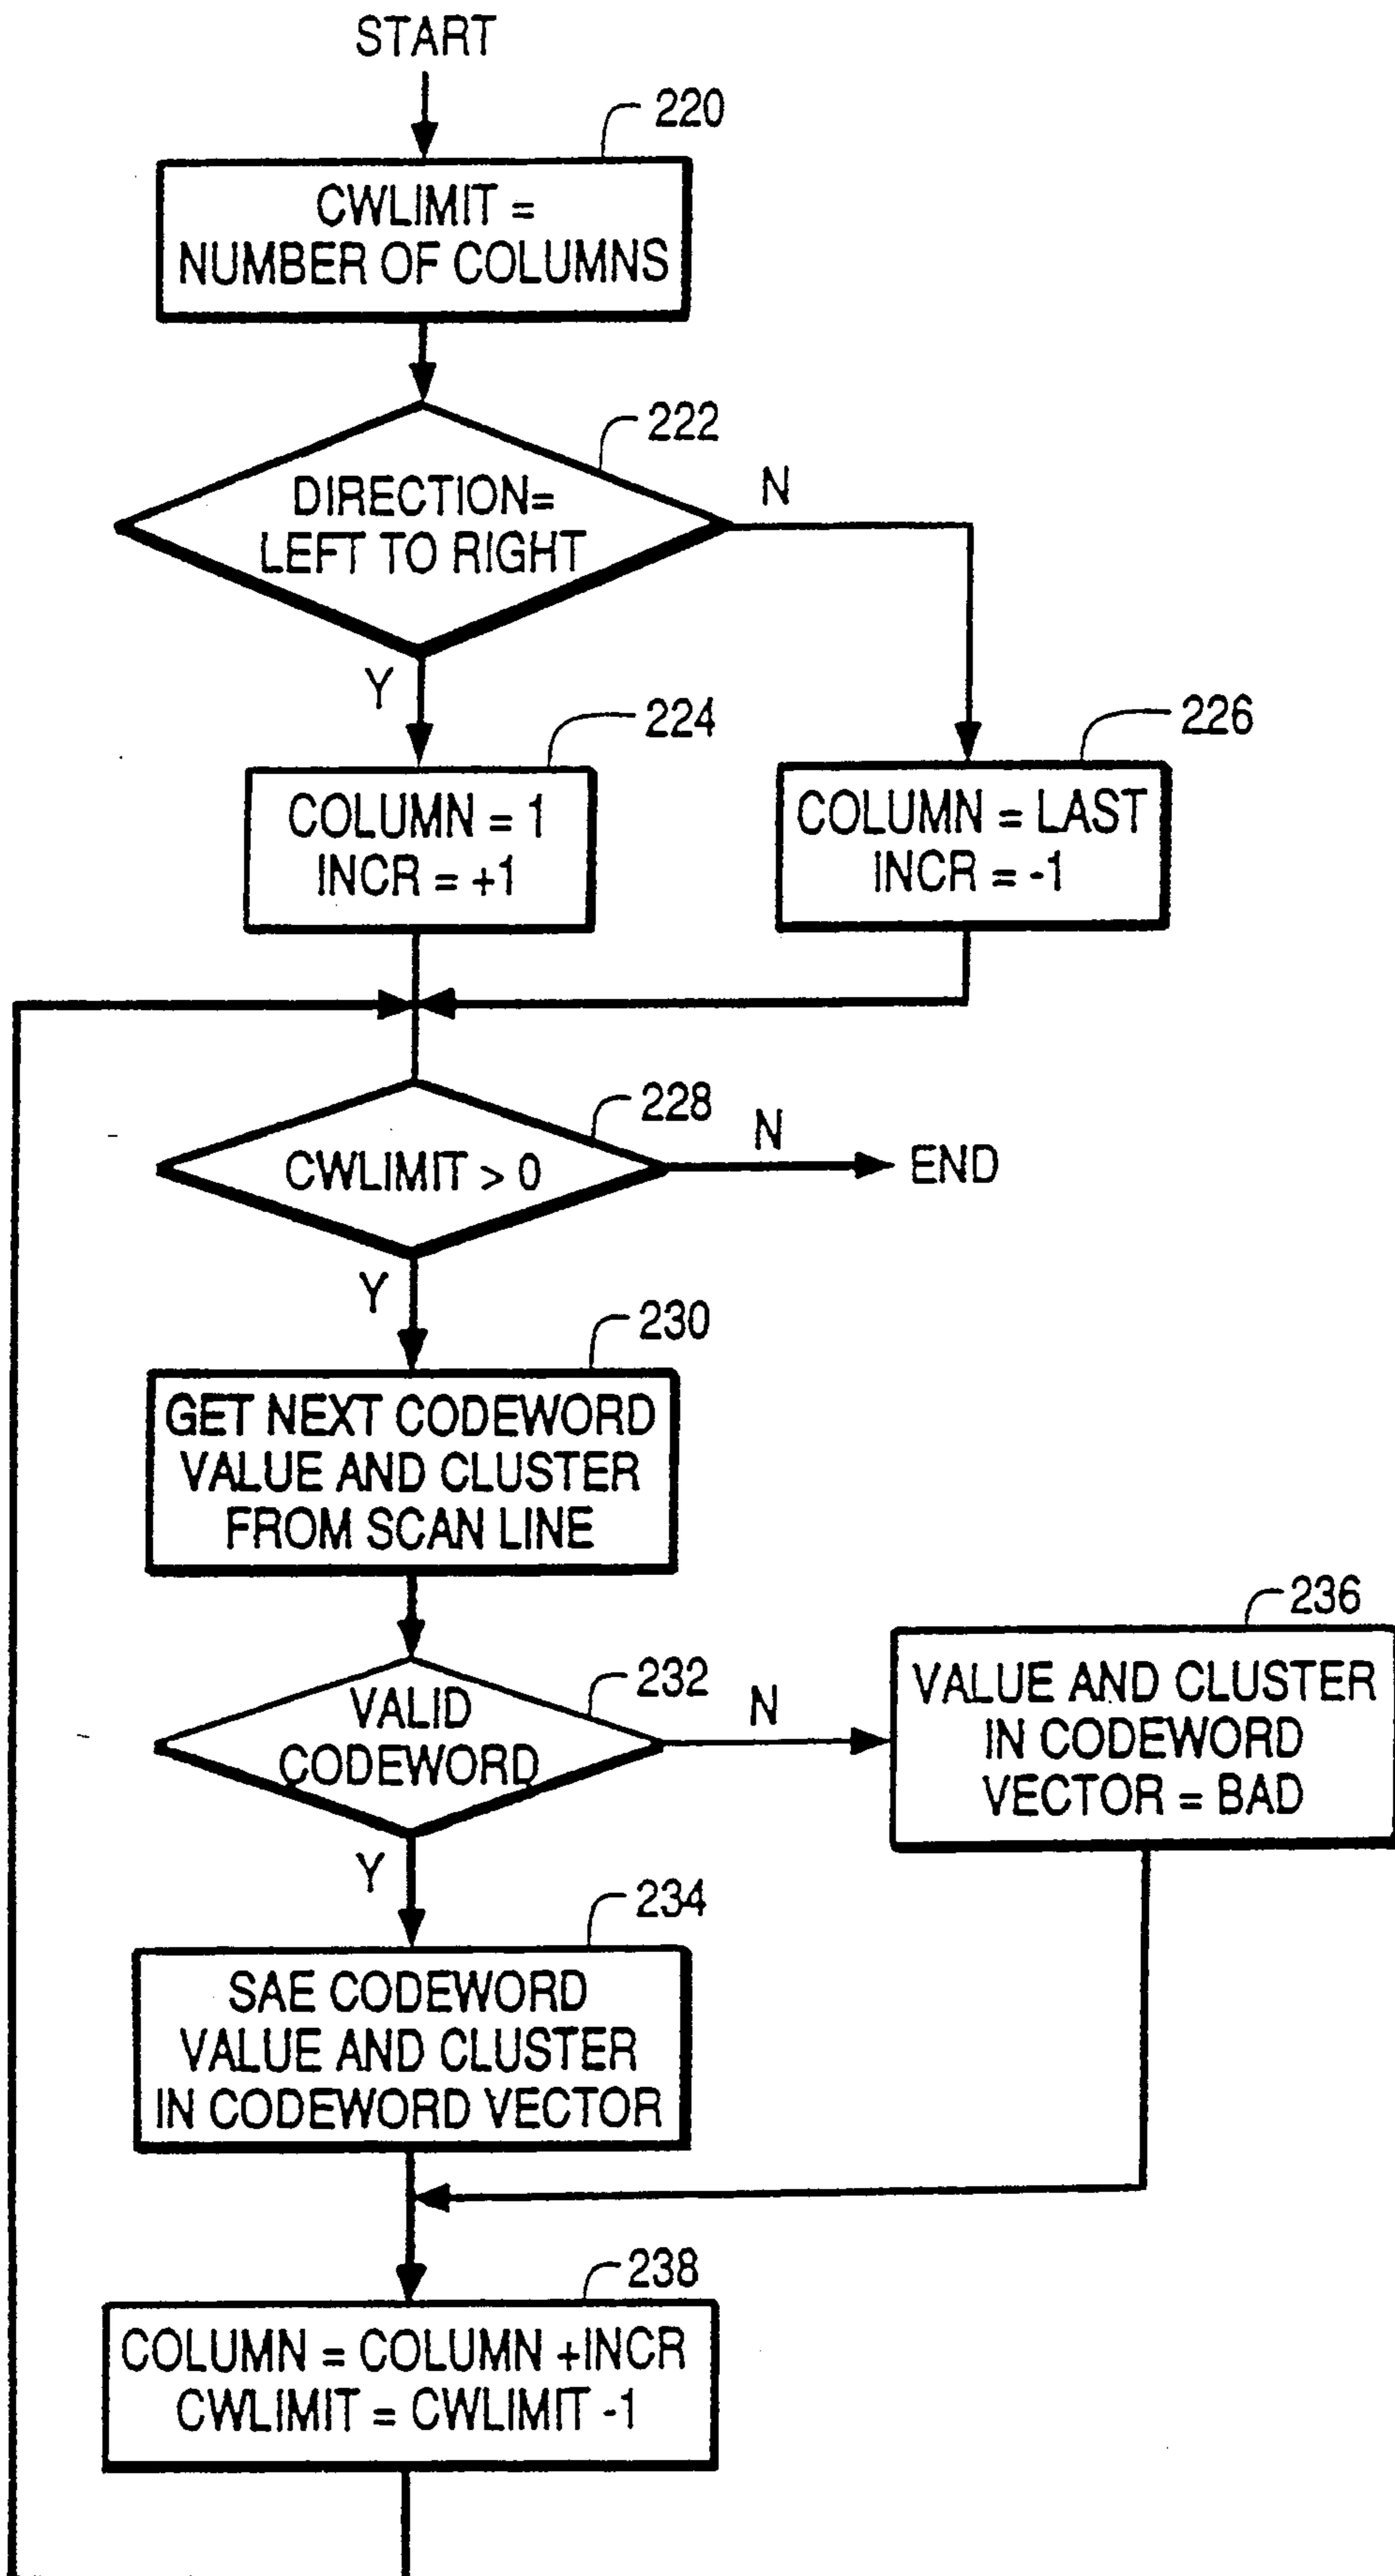 START
220
CWLIMIT =
NUMBER OF COLUMNS
222
DIRECTION=
LEFT TO RIGHT
N
Y
224
226
COLUMN = 1
INCR = +1
COLUMN = LAST
INCR = -1
228
CWLIMIT > 0
N
END
Y
230
GET NEXT CODEWORD
VALUE AND CLUSTER
FROM SCAN LINE
232
VALID
CODEWORD
N
236
VALUE AND CLUSTER
IN CODEWORD
VECTOR = BAD
Y
234
SAE CODEWORD
VALUE AND CLUSTER
IN CODEWORD VECTOR
238
COLUMN = COLUMN +INCR
CWLIMIT = CWLIMIT -1